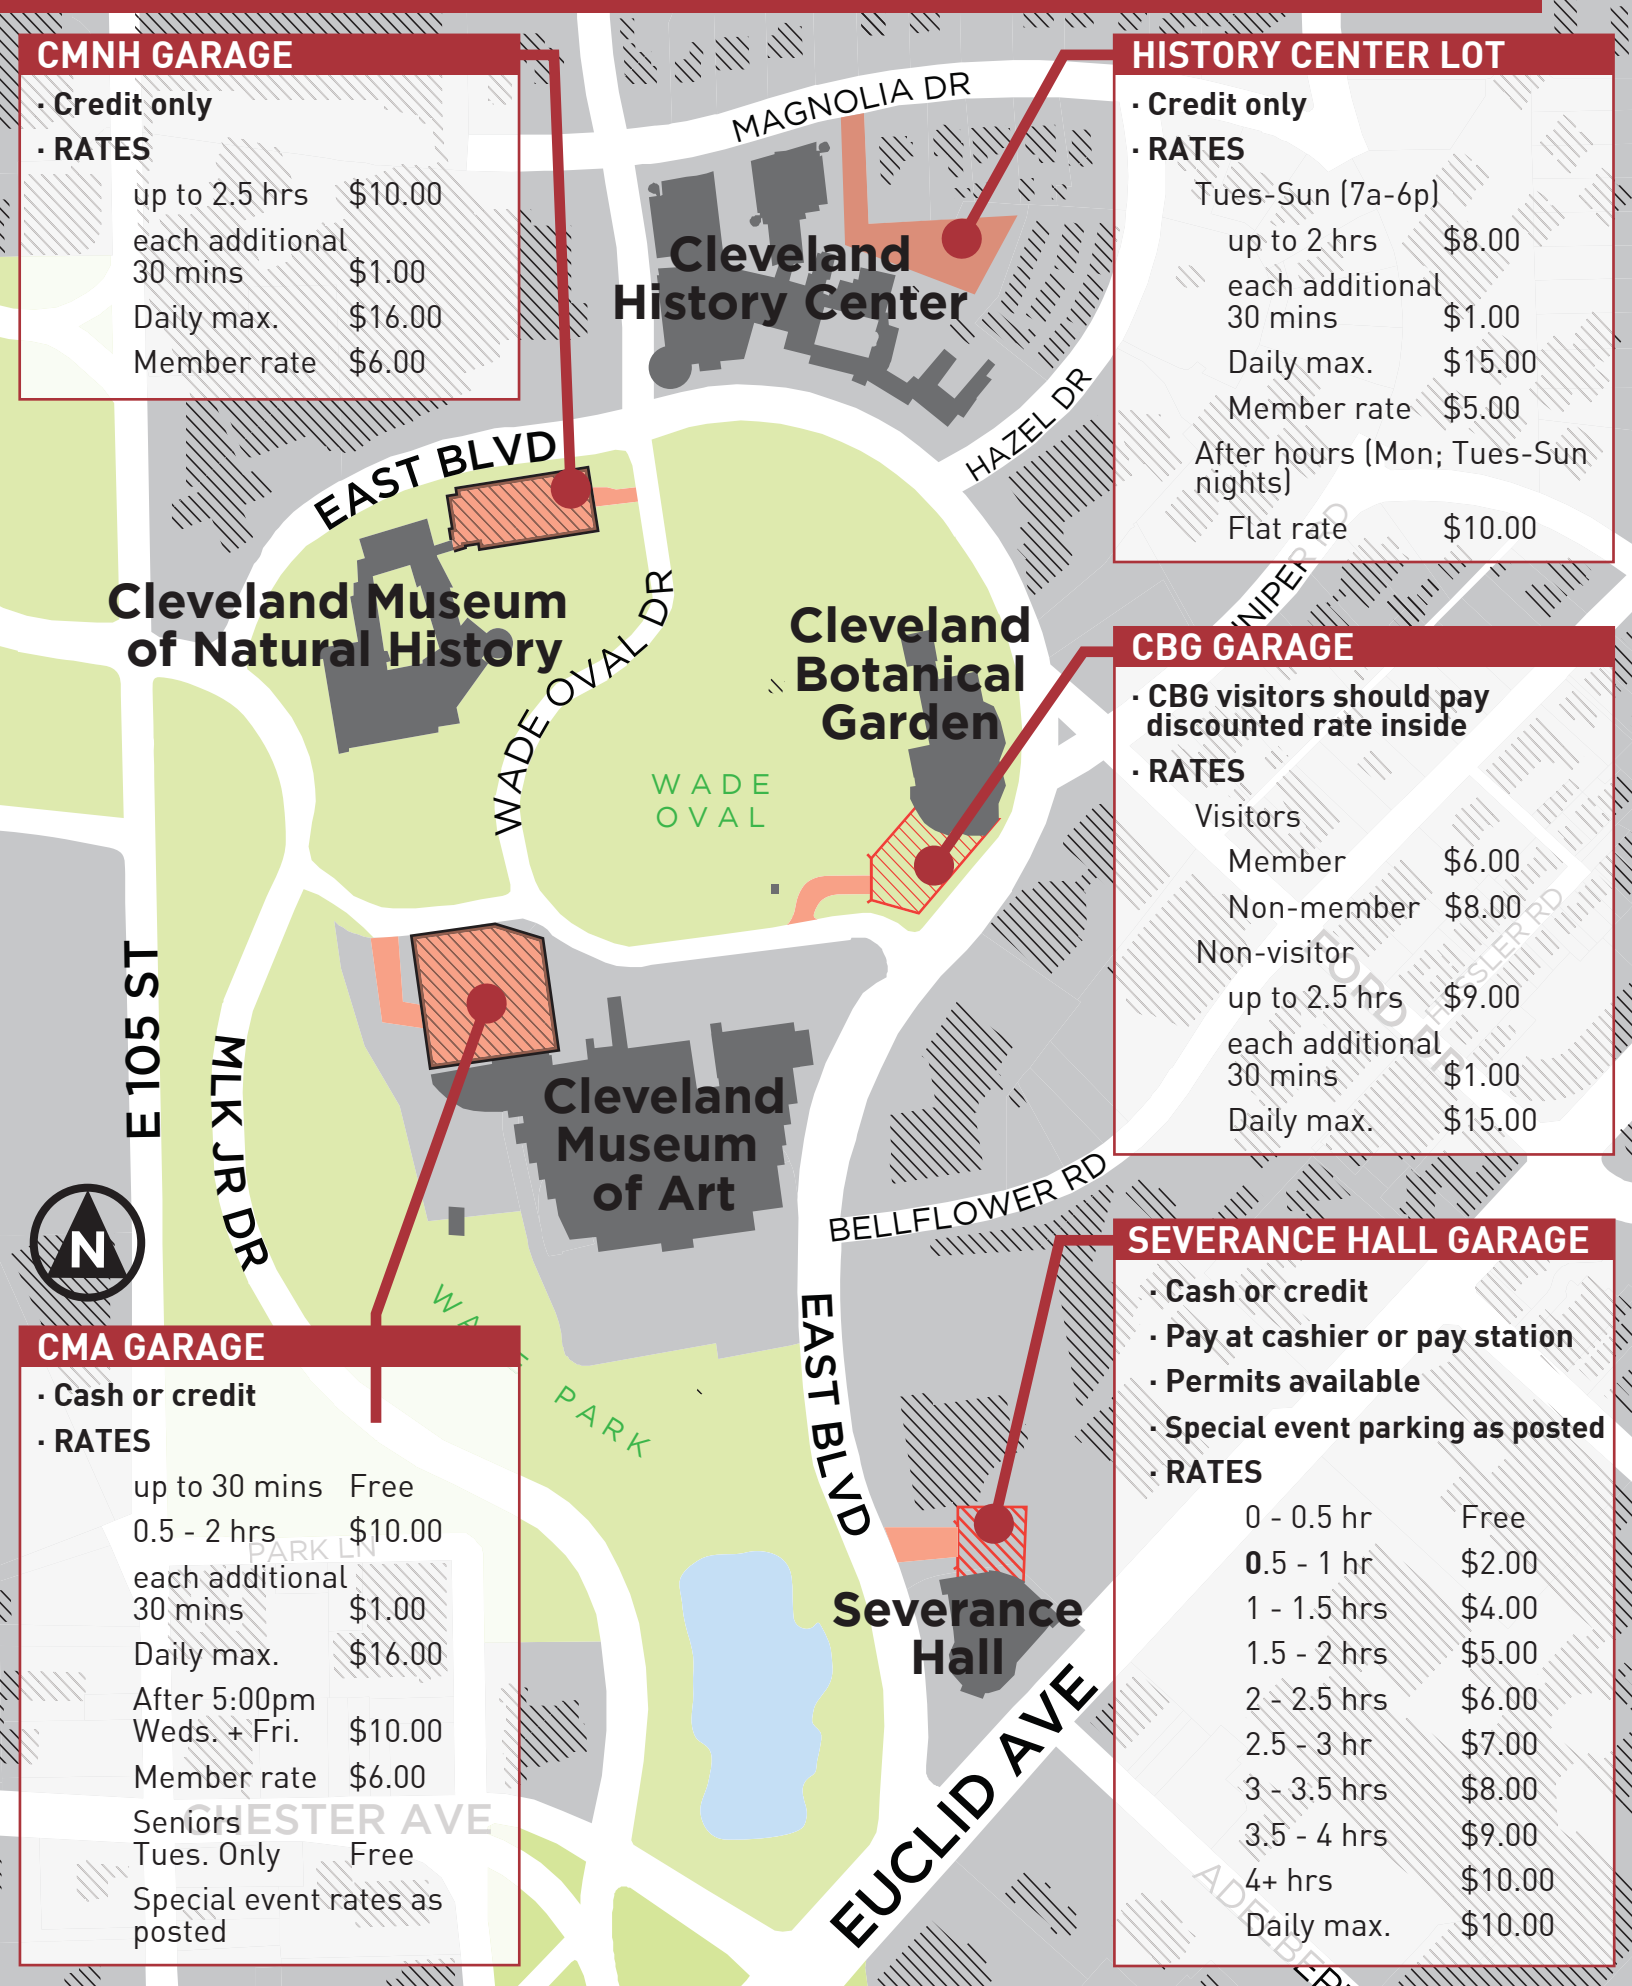 CMNH GARAGE
· Credit only
· RATES
up to 2.5 hrs $10.00
each additional
30 mins $1.00
Daily max. $16.00
Member rate $6.00
HISTORY CENTER LOT
· Credit only
· RATES
Tues-Sun (7a-6p)
up to 2 hrs $8.00
each additional
30 mins $1.00
Daily max. $15.00
Member rate $5.00
After hours (Mon; Tues-Sun
nights)
Flat rate $10.00
MAGNOLIA DR
Cleveland
History Center
HAZEL DR
EAST BLVD
Cleveland Museum
of Natural History
WADE OVAL DR
Cleveland
Botanical
Garden
WADE
OVAL
NIPER RD
CBG GARAGE
· CBG visitors should pay
discounted rate inside
· RATES
Visitors
Member $6.00
Non-member $8.00
Non-visitor
up to 2.5 hrs $9.00
each additional
30 mins $1.00
Daily max. $15.00
FORD DR
HESSLER RD
E 105 ST
MLK JR DR
Cleveland
Museum
of Art
BELLFLOWER RD
N
PARK
EAST BLVD
CMA GARAGE
· Cash or credit
· RATES
up to 30 mins Free
0.5 - 2 hrs $10.00
PARK LN
each additional
30 mins $1.00
Daily max. $16.00
After 5:00pm
Weds. + Fri. $10.00
Member rate $6.00
CHESTER AVE
Seniors
Tues. Only Free
Special event rates as
posted
SEVERANCE HALL GARAGE
· Cash or credit
· Pay at cashier or pay station
· Permits available
· Special event parking as posted
· RATES
0 - 0.5 hr Free
0.5 - 1 hr $2.00
1 - 1.5 hrs $4.00
1.5 - 2 hrs $5.00
2 - 2.5 hrs $6.00
2.5 - 3 hr $7.00
3 - 3.5 hrs $8.00
3.5 - 4 hrs $9.00
4+ hrs $10.00
Daily max. $10.00
Severance
Hall
EUCLID AVE
ADELBER